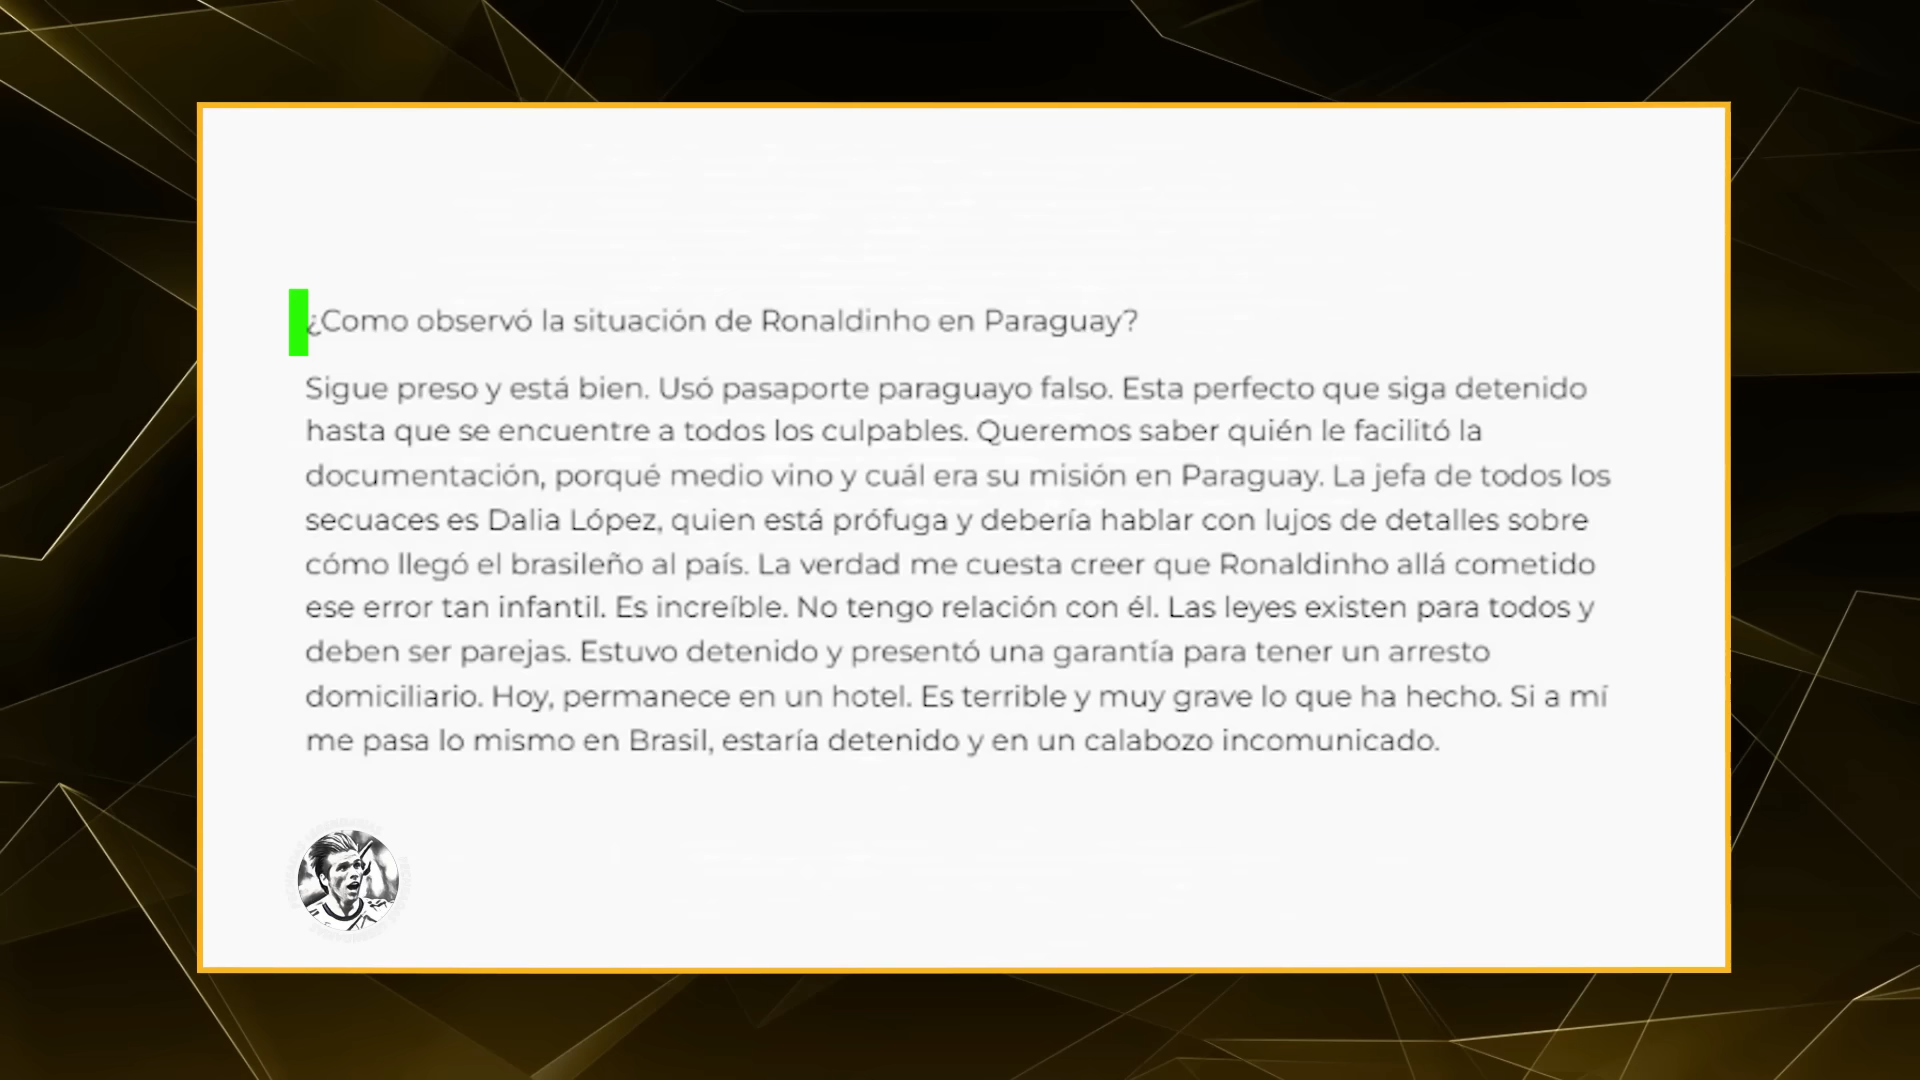 ¿Como observó la situación de Ronaldinho en Paraguay?
Sigue preso y está bien. Usó pasaporte paraguayo falso. Esta perfecto que siga detenido
hasta que se encuentre a todos los culpables. Queremos saber quién le facilitó la
documentación, porqué medio vino y cuál era su misión en Paraguay. La jefa de todos los
secuaces es Dalia López, quien está prófuga y debería hablar con lujos de detalles sobre
cómo llegó el brasileño al país. La verdad me cuesta creer que Ronaldinho allá cometido
ese error tan infantil. Es increíble. No tengo relación con él. Las leyes existen para todos y
deben ser parejas. Estuvo detenido y presentó una garantía para tener un arresto
domiciliario. Hoy, permanece en un hotel. Es terrible y muy grave lo que ha hecho. Si a mí
me pasa lo mismo en Brasil, estaría detenido y en un calabozo incomunicado.